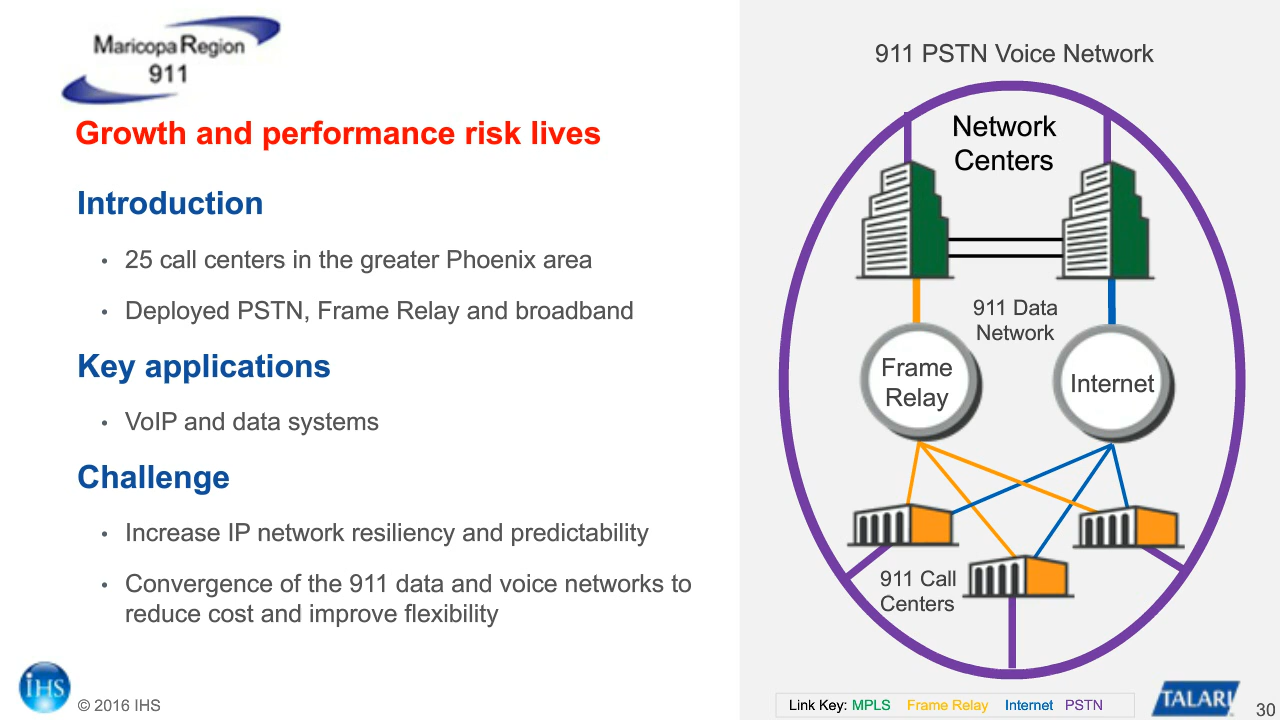 Maricopa Region
911
Growth and performance risk lives
Introduction
• 25 call centers in the greater Phoenix area
• Deployed PSTN, Frame Relay and broadband
Key applications
• VoIP and data systems
Challenge
• Increase IP network resiliency and predictability
• Convergence of the 911 data and voice networks to
reduce cost and improve flexibility
iHS
© 2016 IHS
911 PSTN Voice Network
Network
Centers
911 Data
Network
Frame
Relay
Internet
911 Call
Centers
Link Key: MPLS Frame Relay Internet PSTN
TALARI
30